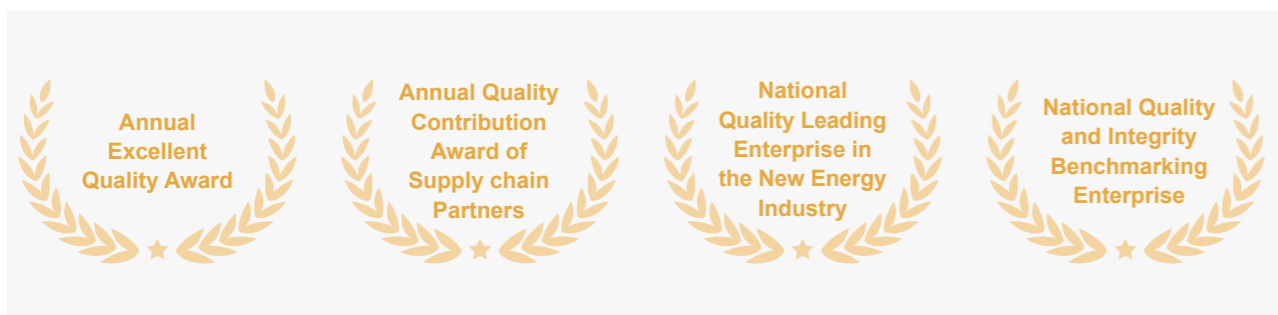 Annual
Excellent
Quality Award
Annual Quality
Contribution
Award of
Supply chain
Partners
National
Quality Leading
Enterprise in
the New Energy
Industry
National Quality
and Integrity
Benchmarking
Enterprise